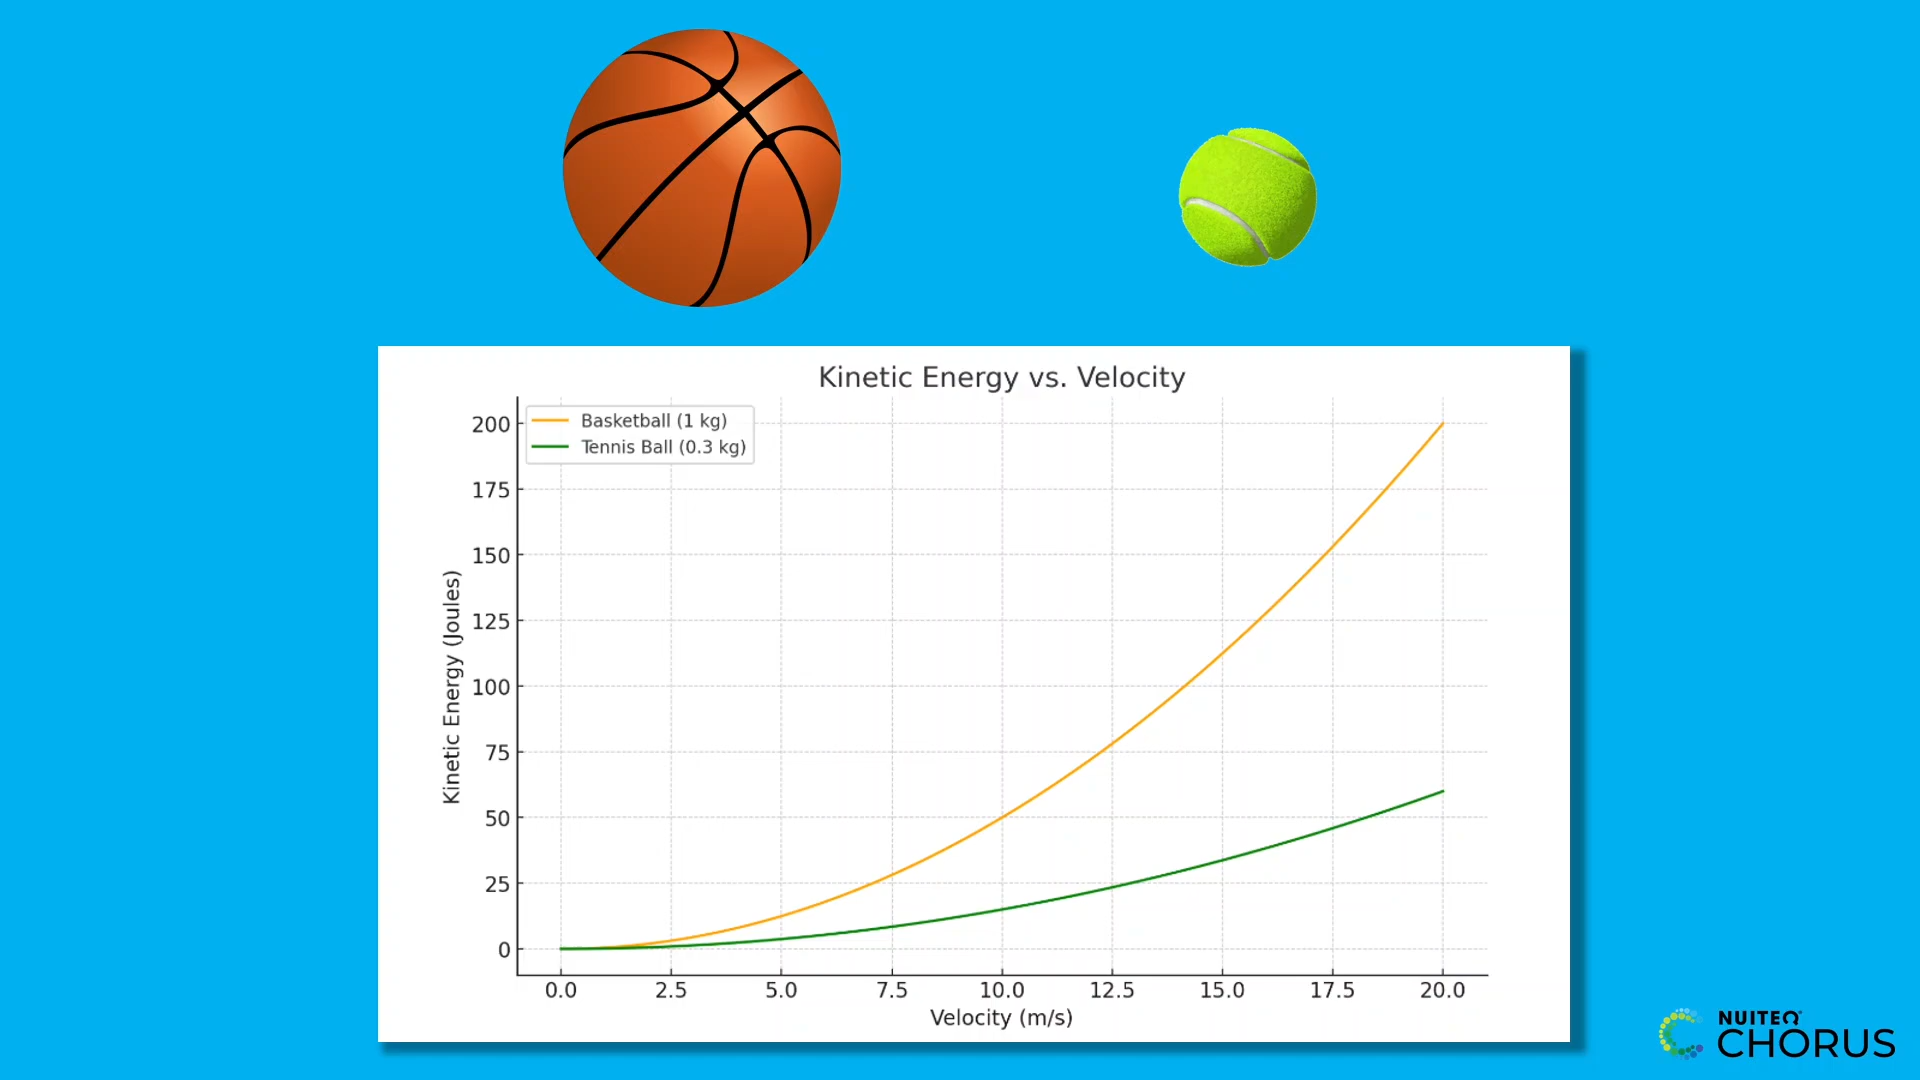 Kinetic Energy vs. Velocity
Basketball (1 kg)
Tennis Ball (0.3 kg)
Kinetic Energy (Joules)
200
175
150
125
100
75
50
25
0
0.0 2.5 5.0 7.5 10.0 12.5 15.0 17.5 20.0
Velocity (m/s)
NUITEQ
CHORUS